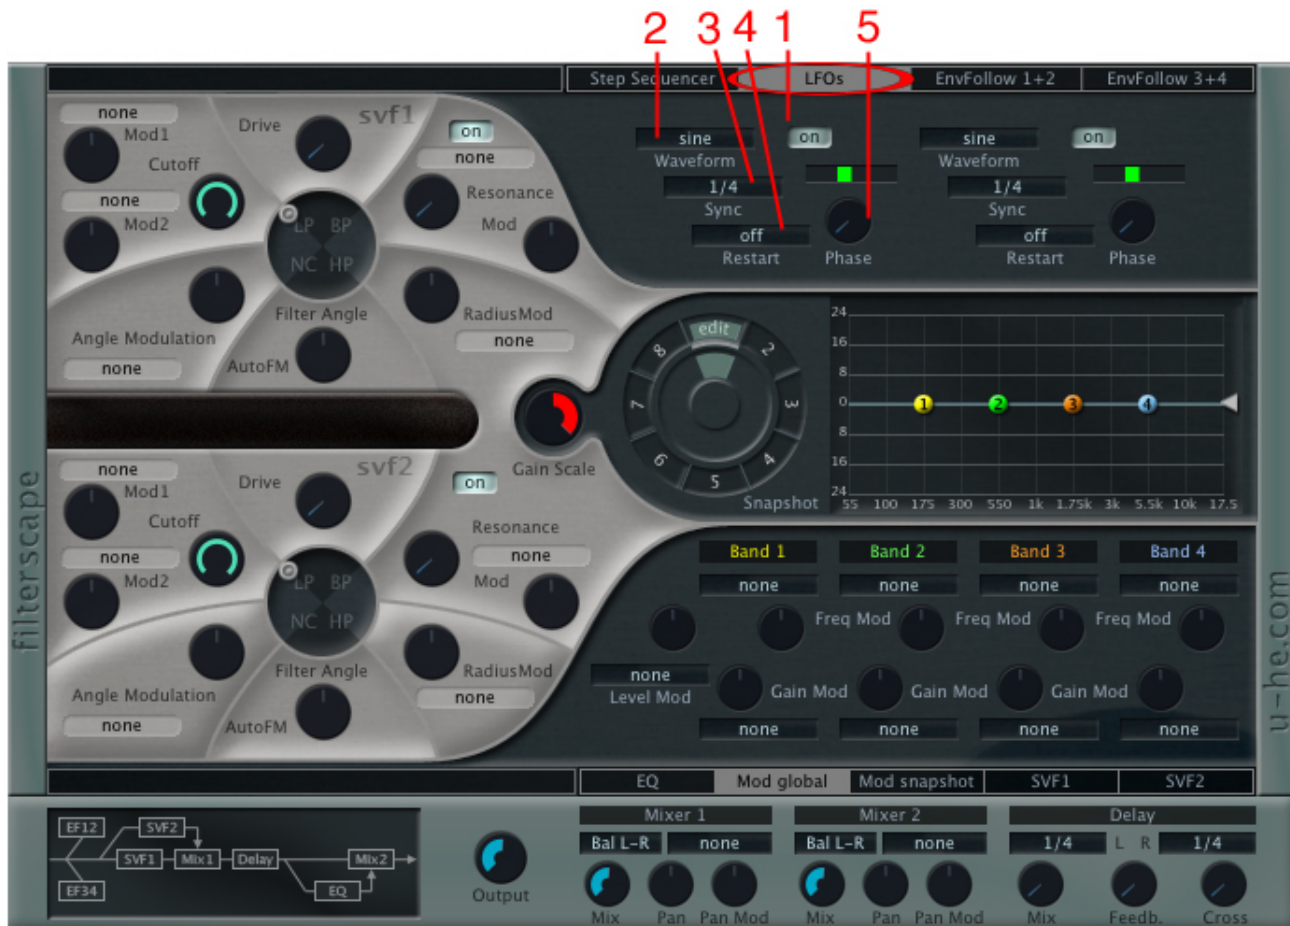 2 3 4 1 5
Step Sequencer LFOs EnvFollow 1+2 EnvFollow 3+4
none
Mod1
Drive
svf1
on
none
Cutoff
none
Mod2
Resonance
Mod
LP BP
NC HP
Filter Angle
RadiusMod
none
Angle Modulation
none
AutoFM
sine
on
Waveform
1/4
Sync
off
Restart
Phase
sine
on
Waveform
1/4
Sync
off
Restart
Phase
edit
2
3
4
5
6
7
8
Snapshot
24
16
8
0
8
16
24
1 2 3 4
55 100 175 300 550 1k 1.75k 3k 5.5k 10k 17.5
Gain Scale
none
Mod1
Drive
svf2
on
Cutoff
none
Mod2
Resonance
none
Mod
LP BP
NC HP
Filter Angle
RadiusMod
none
Angle Modulation
none
AutoFM
Band 1 Band 2 Band 3 Band 4
none none none none
Freq Mod Freq Mod Freq Mod
none
Level Mod
Gain Mod Gain Mod Gain Mod
none none none none
EQ Mod global Mod snapshot SVF1 SVF2
filterscape
u-he.com
EF12 SVF2
SVF1 Mix1 Delay Mix2
EF34 EQ
Output
Mixer 1 Mixer 2 Delay
Bal L-R none Bal L-R none 1/4 L R 1/4
Mix Pan Pan Mod Mix Pan Pan Mod Mix Feedb. Cross